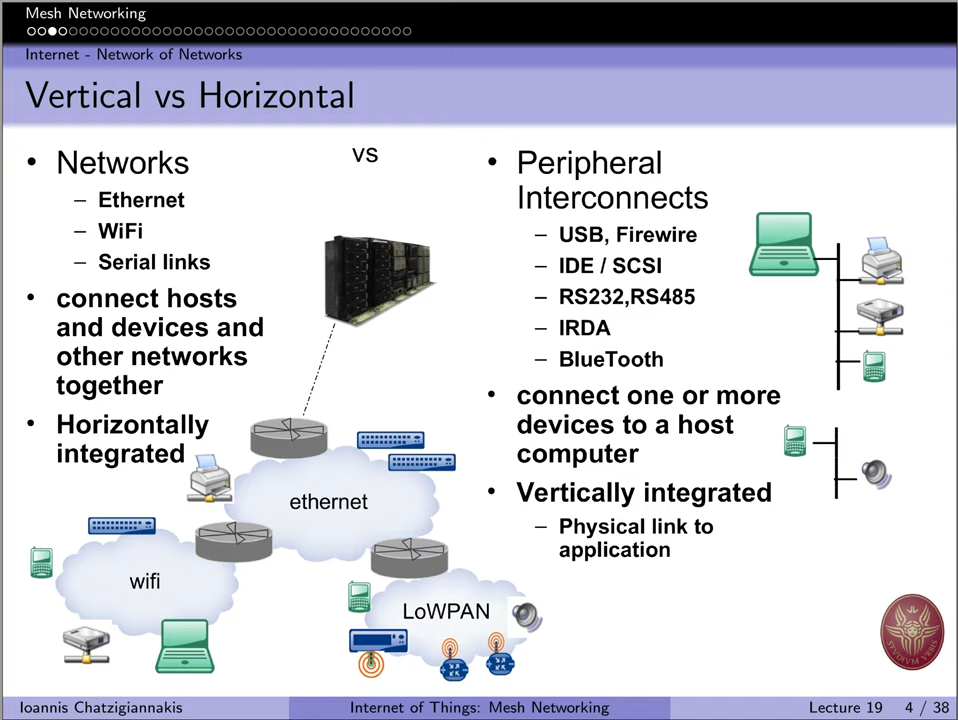 Mesh Networking
Internet - Network of Networks
Vertical vs Horizontal
• Networks
– Ethernet
– WiFi
– Serial links
• connect hosts
and devices and
other networks
together
• Horizontally
integrated
vs
ethernet
wifi
LoWPAN
• Peripheral
Interconnects
– USB, Firewire
– IDE / SCSI
– RS232,RS485
– IRDA
– BlueTooth
• connect one or more
devices to a host
computer
• Vertically integrated
– Physical link to
application
STVDIVM VRBIS
Ioannis Chatzigiannakis
Internet of Things: Mesh Networking
Lecture 19 4 / 38